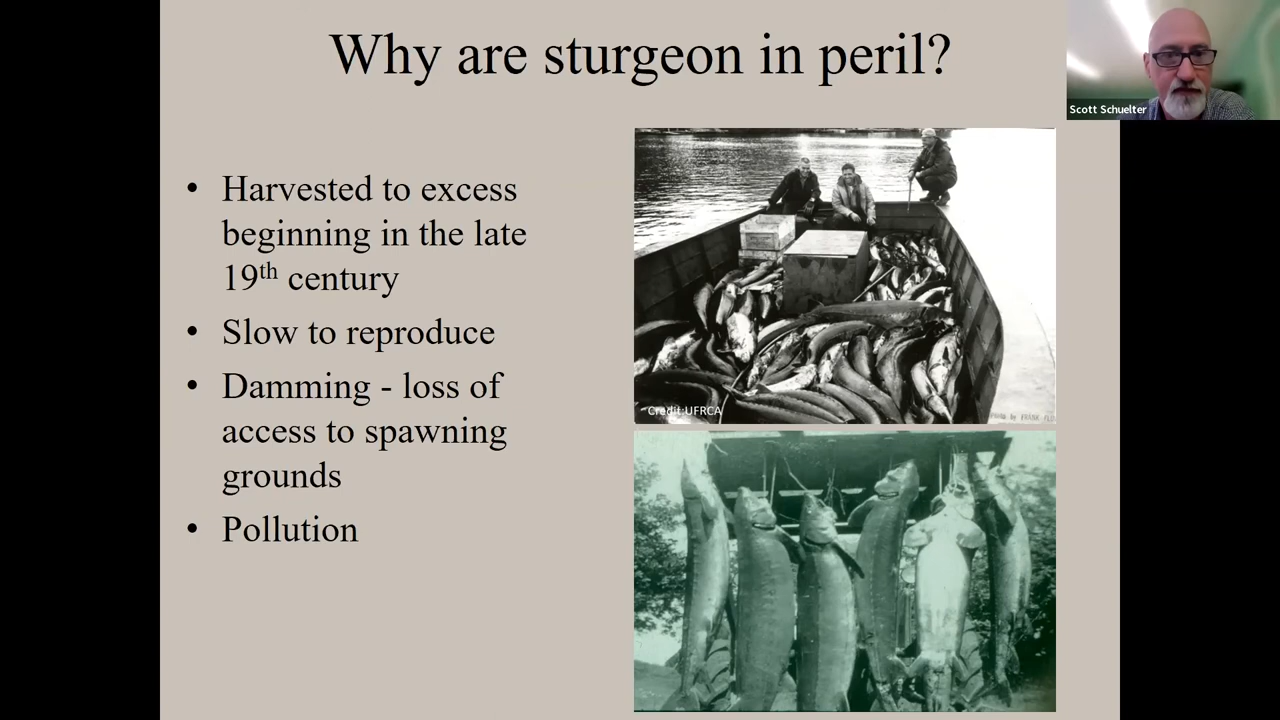 Why are sturgeon in peril?
Scott Schuelter
• Harvested to excess
beginning in the late
19th century
• Slow to reproduce
• Damming - loss of
access to spawning
grounds
• Pollution
Credit:UFRCA